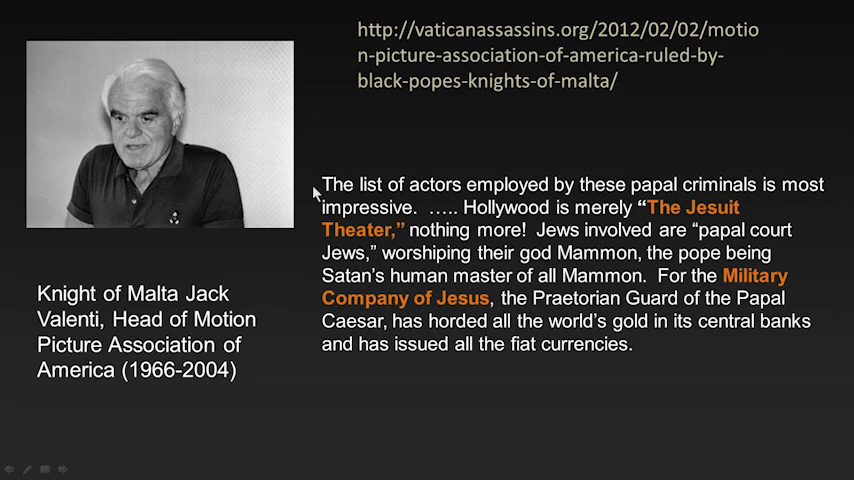 http://vaticanassassins.org/2012/02/02/motio
n-picture-association-of-america-ruled-by-
black-popes-knights-of-malta/
The list of actors employed by these papal criminals is most
impressive. ….. Hollywood is merely “The Jesuit
Theater,” nothing more! Jews involved are “papal court
Jews,” worshiping their god Mammon, the pope being
Satan’s human master of all Mammon. For the Military
Company of Jesus, the Praetorian Guard of the Papal
Caesar, has horded all the world’s gold in its central banks
and has issued all the fiat currencies.
Knight of Malta Jack
Valenti, Head of Motion
Picture Association of
America (1966-2004)